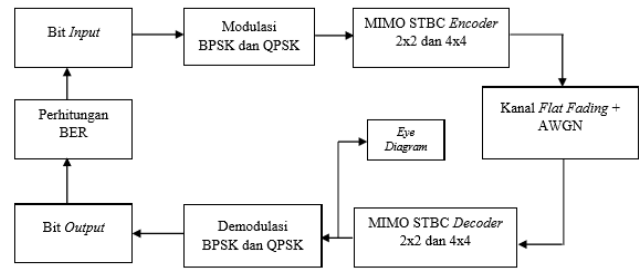 Bit Input
Modulasi
BPSK dan QPSK
MIMO STBC Encoder
2x2 dan 4x4
Kanal Flat Fading +
AWGN
Perhitungan
BER
Eye
Diagram
Bit Output
Demodulasi
BPSK dan QPSK
MIMO STBC Decoder
2x2 dan 4x4